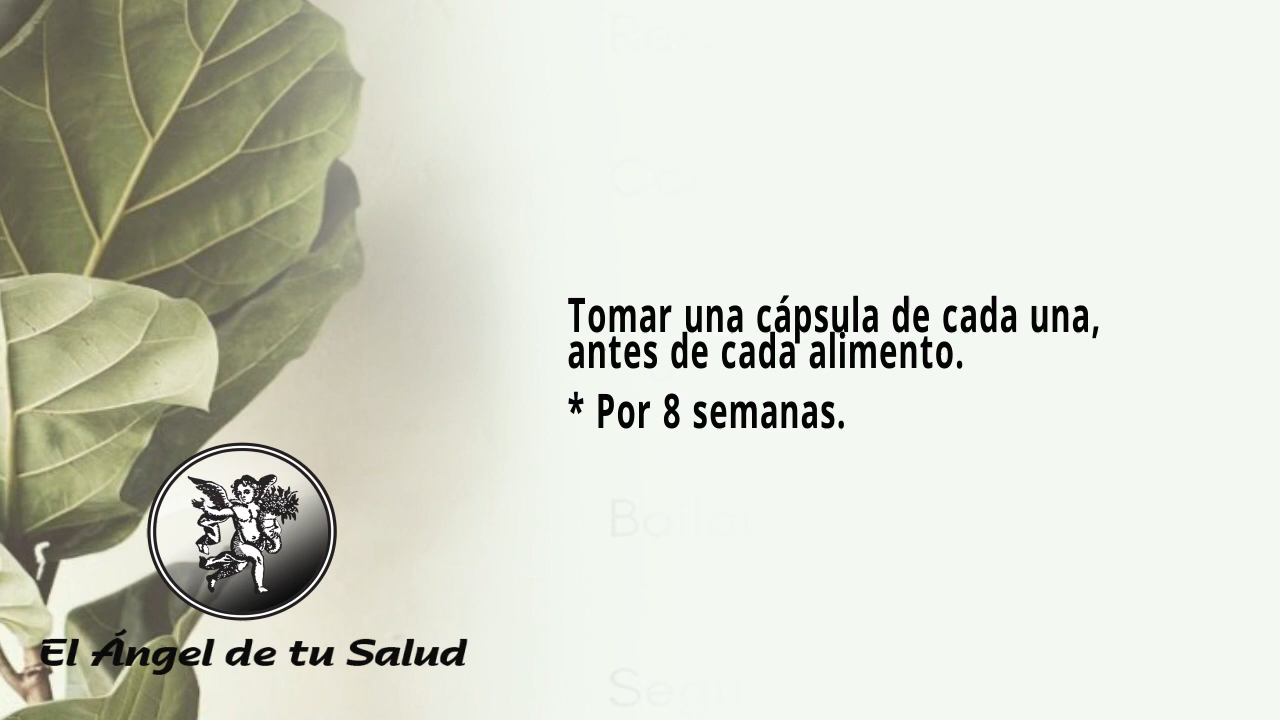 Tomar una cápsula de cada una,
antes de cada alimento.
* Por 8 semanas.
El Ángel de tu Salud